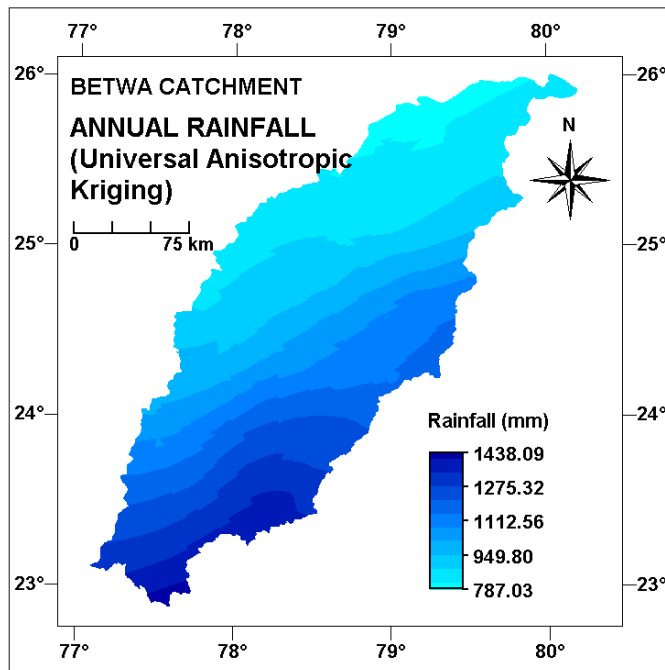 77° 78° 79° 80°
26° 26°
BETWA CATCHMENT
ANNUAL RAINFALL
(Universal Anisotropic
Kriging)
N
0 75 km
25° 25°
24° 24°
Rainfall (mm)
1438.09
1275.32
1112.56
949.80
787.03
23° 23°
77° 78° 79° 80°